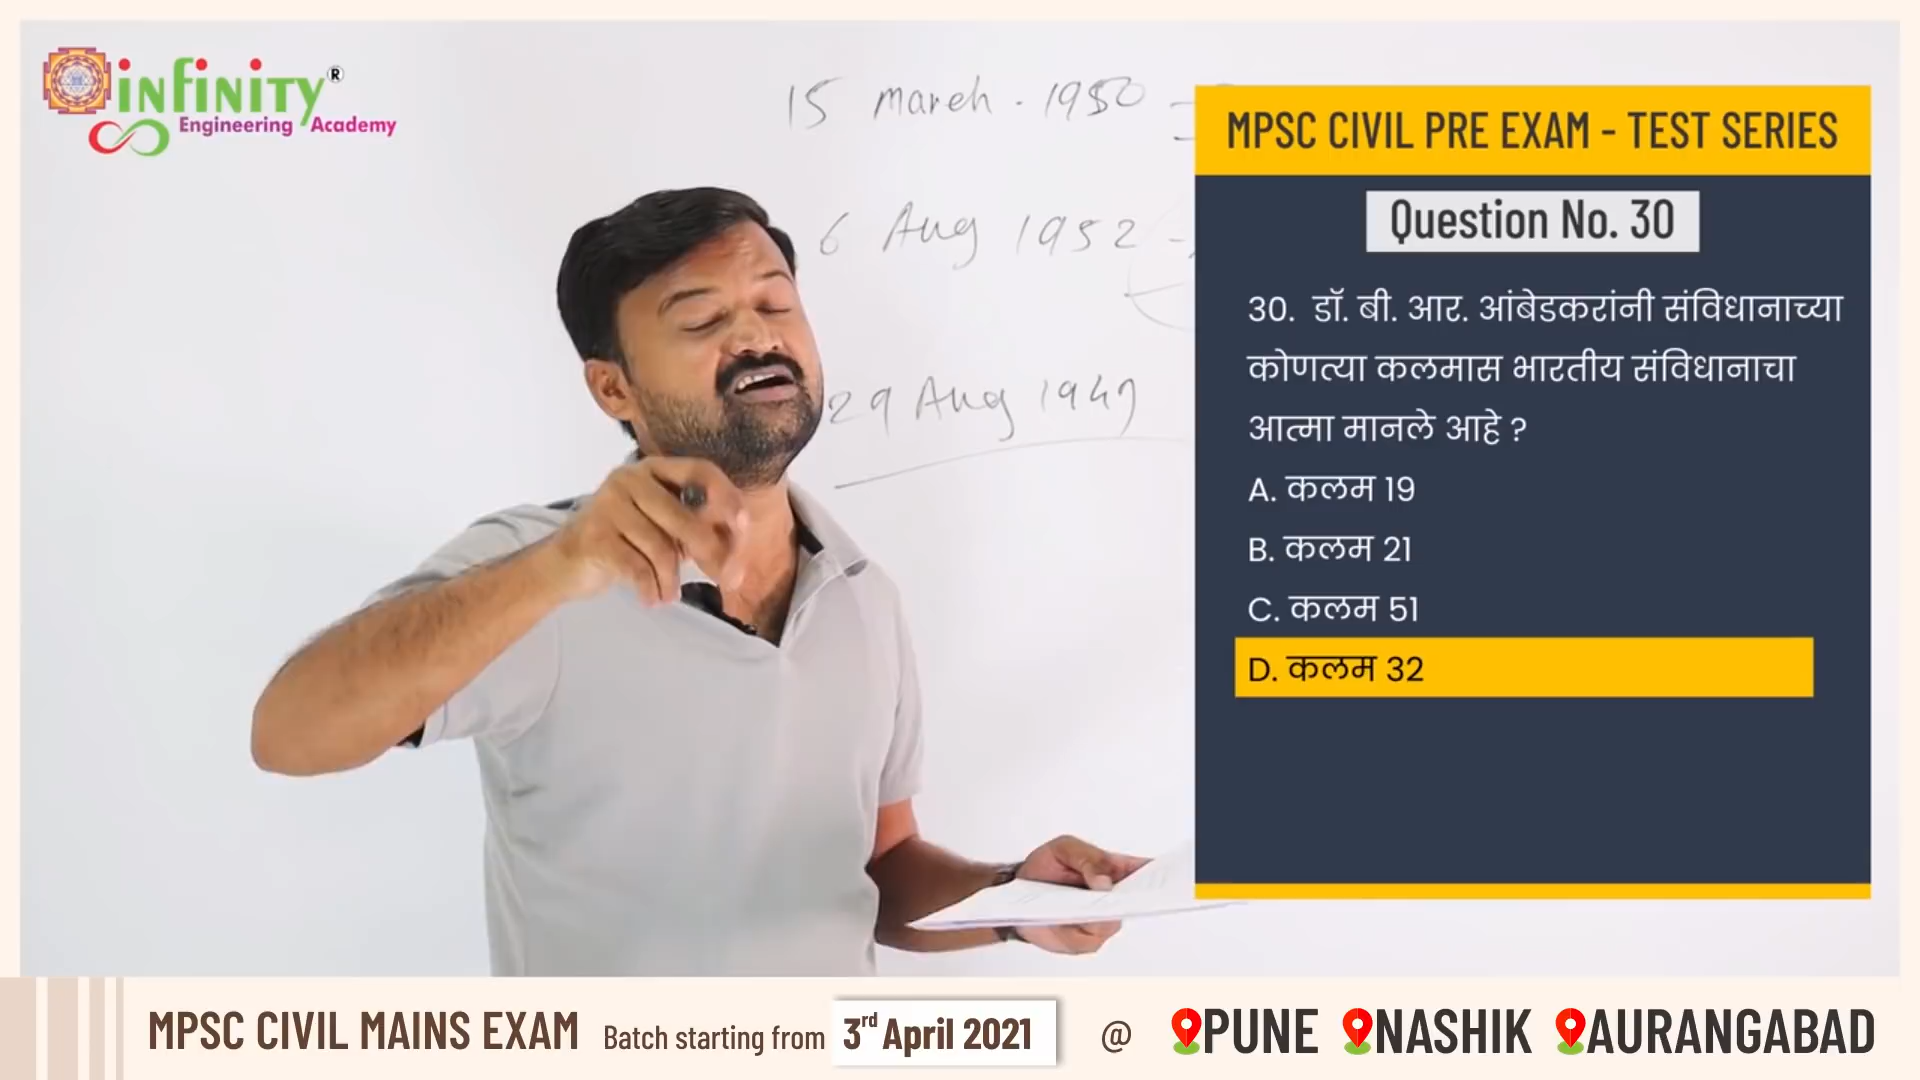 infinity®
Engineering Academy
15 march. 1950 -
6 Aug 1952 -
29 Aug 1947
MPSC CIVIL PRE EXAM - TEST SERIES
Question No. 30
30. डॉ. बी. आर. आंबेडकरांनी संविधानाच्या
कोणत्या कलमास भारतीय संविधानाचा
आत्मा मानले आहे ?
A. कलम 19
B. कलम 21
C. कलम 51
D. कलम 32
MPSC CIVIL MAINS EXAM Batch starting from 3rd April 2021 @ PUNE NASHIK AURANGABAD